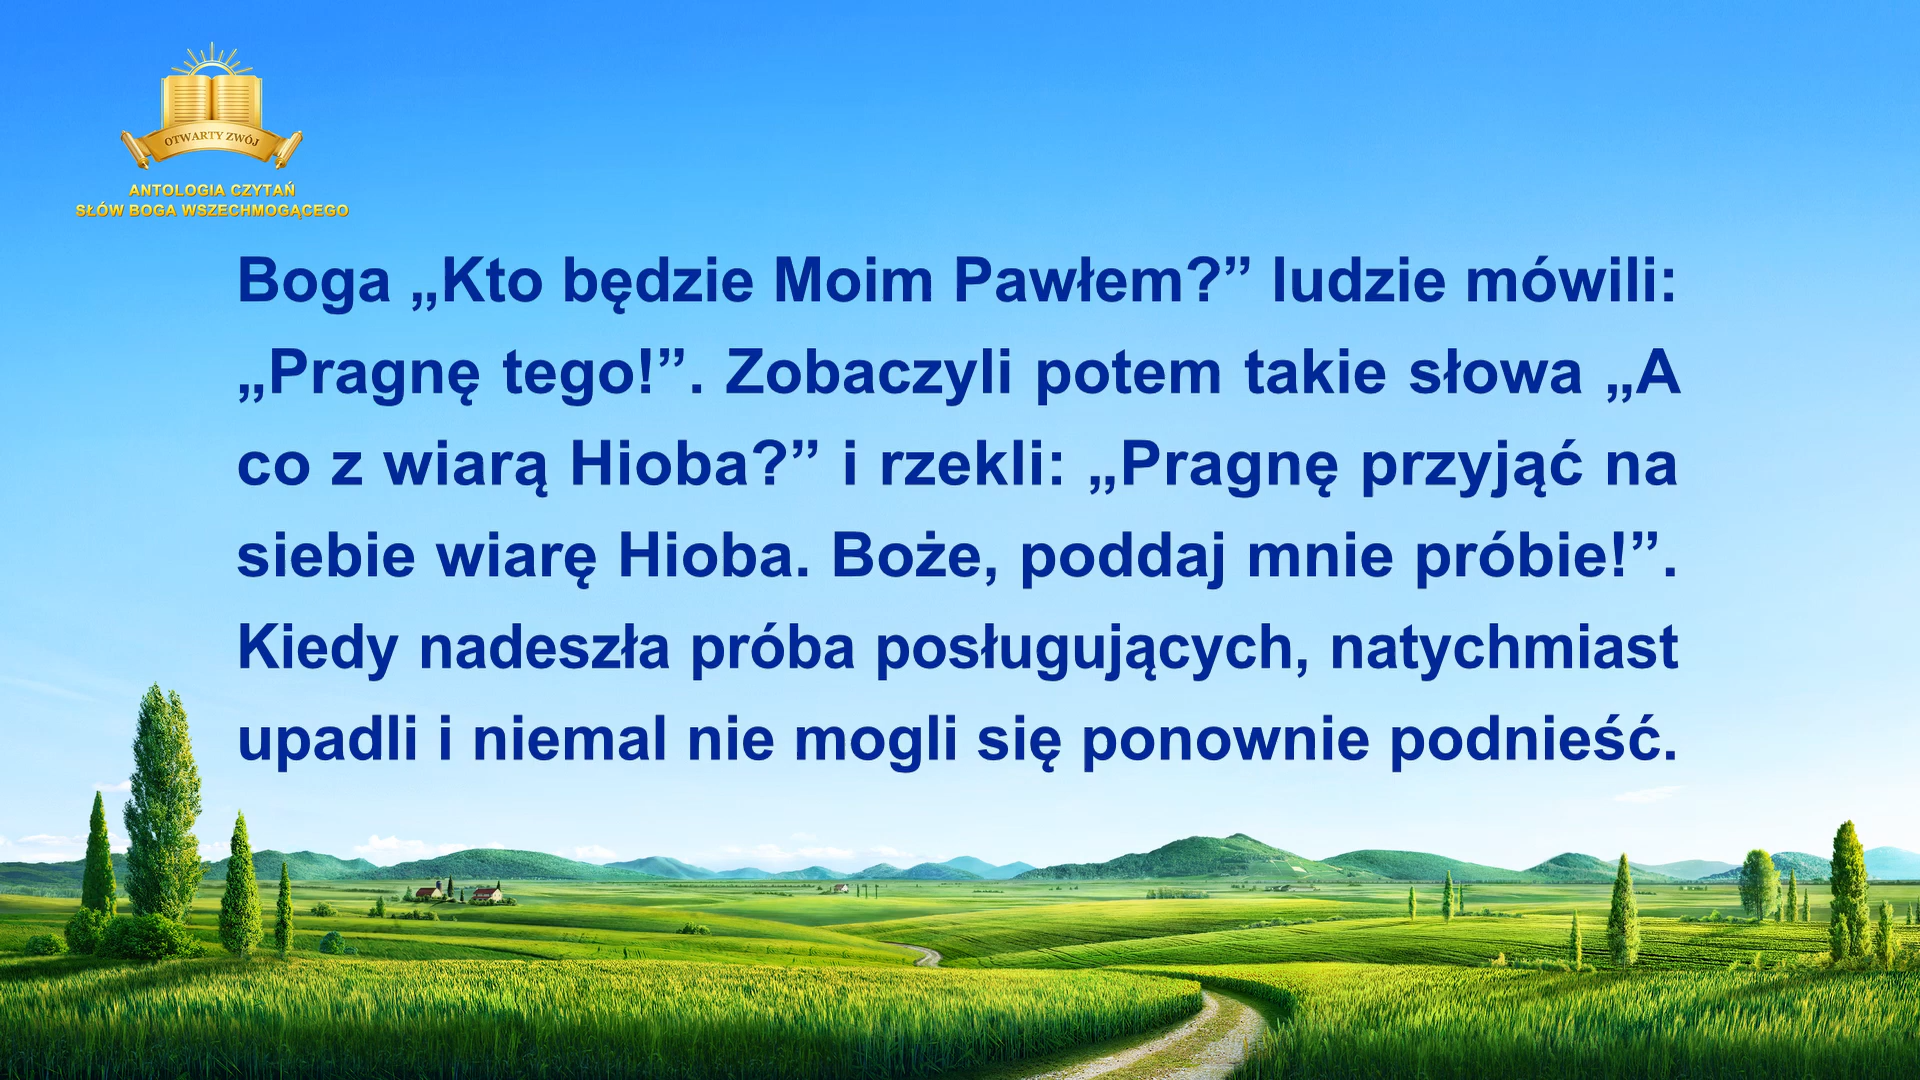 OTWARTY ZWÓJ
ANTOLOGIA CZYTAŃ
SŁÓW BOGA WSZECHMOGĄCEGO
Boga „Kto będzie Moim Pawłem?” ludzie mówili:
„Pragnę tego!”. Zobaczyli potem takie słowa „A
co z wiarą Hioba?” i rzekli: „Pragnę przyjąć na
siebie wiarę Hioba. Boże, poddaj mnie próbie!”.
Kiedy nadeszła próba posługujących, natychmiast
upadli i niemal nie mogli się ponownie podnieść.